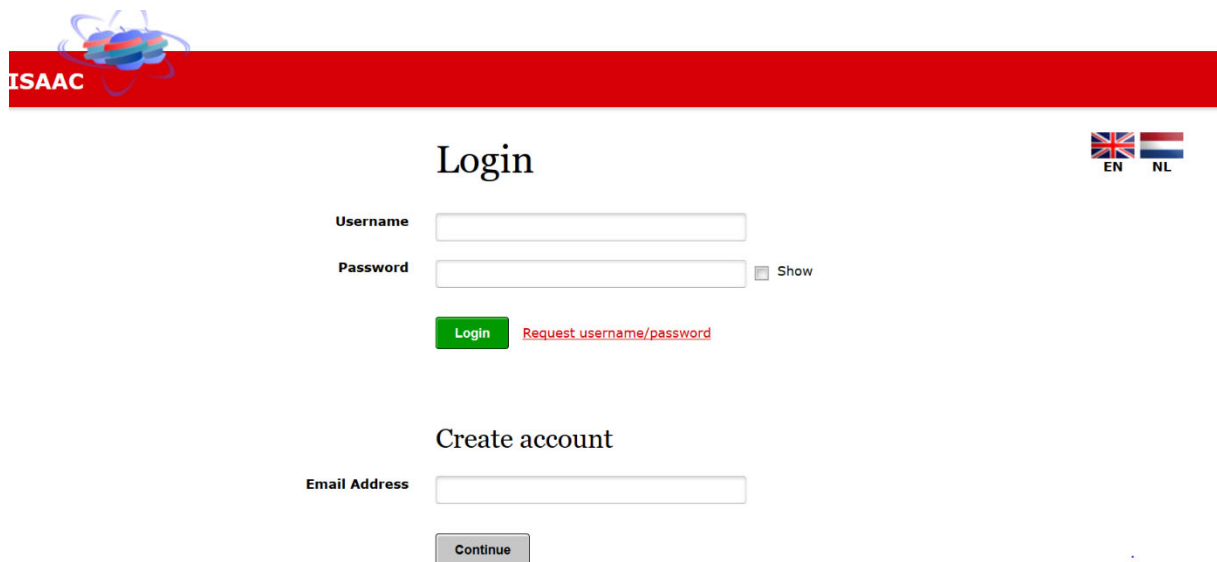 ISAAC
Login
EN NL
Username
Password
Show
Login Request username/password
Create account
Email Address
Continue